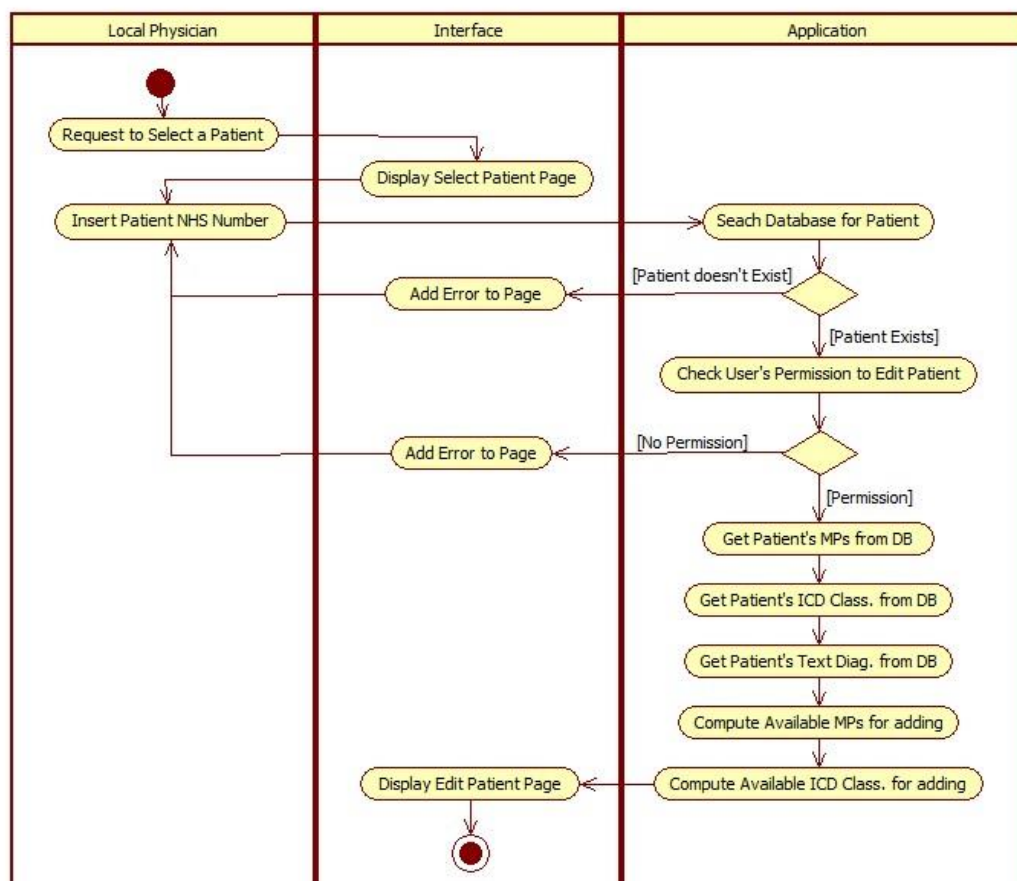 Local Physician
Interface
Application
Request to Select a Patient
Display Select Patient Page
Insert Patient NHS Number
Seach Database for Patient
[Patient doesn't Exist]
Add Error to Page
[Patient Exists]
Check User's Permission to Edit Patient
[No Permission]
Add Error to Page
[Permission]
Get Patient's MPs from DB
Get Patient's ICD Class. from DB
Get Patient's Text Diag. from DB
Compute Available MPs for adding
Display Edit Patient Page
Compute Available ICD Class. for adding